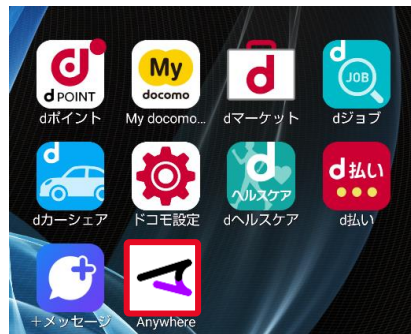 d POINT
My
docomo
d
d
JOB
dポイント
My docomo...
dマーケット
dジョブ
d
d
ヘルスケア
d払い
dカーシェア
ドコモ設定
dヘルスケア
d払い
+メッセージ
Anywhere